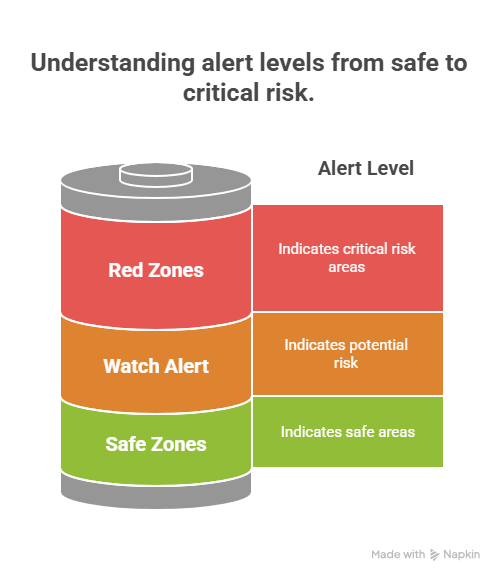 Understanding alert levels from safe to
critical risk.
Alert Level
Red Zones
Indicates critical risk
areas
Watch Alert
Indicates potential
risk
Safe Zones
Indicates safe areas
Made with Napkin